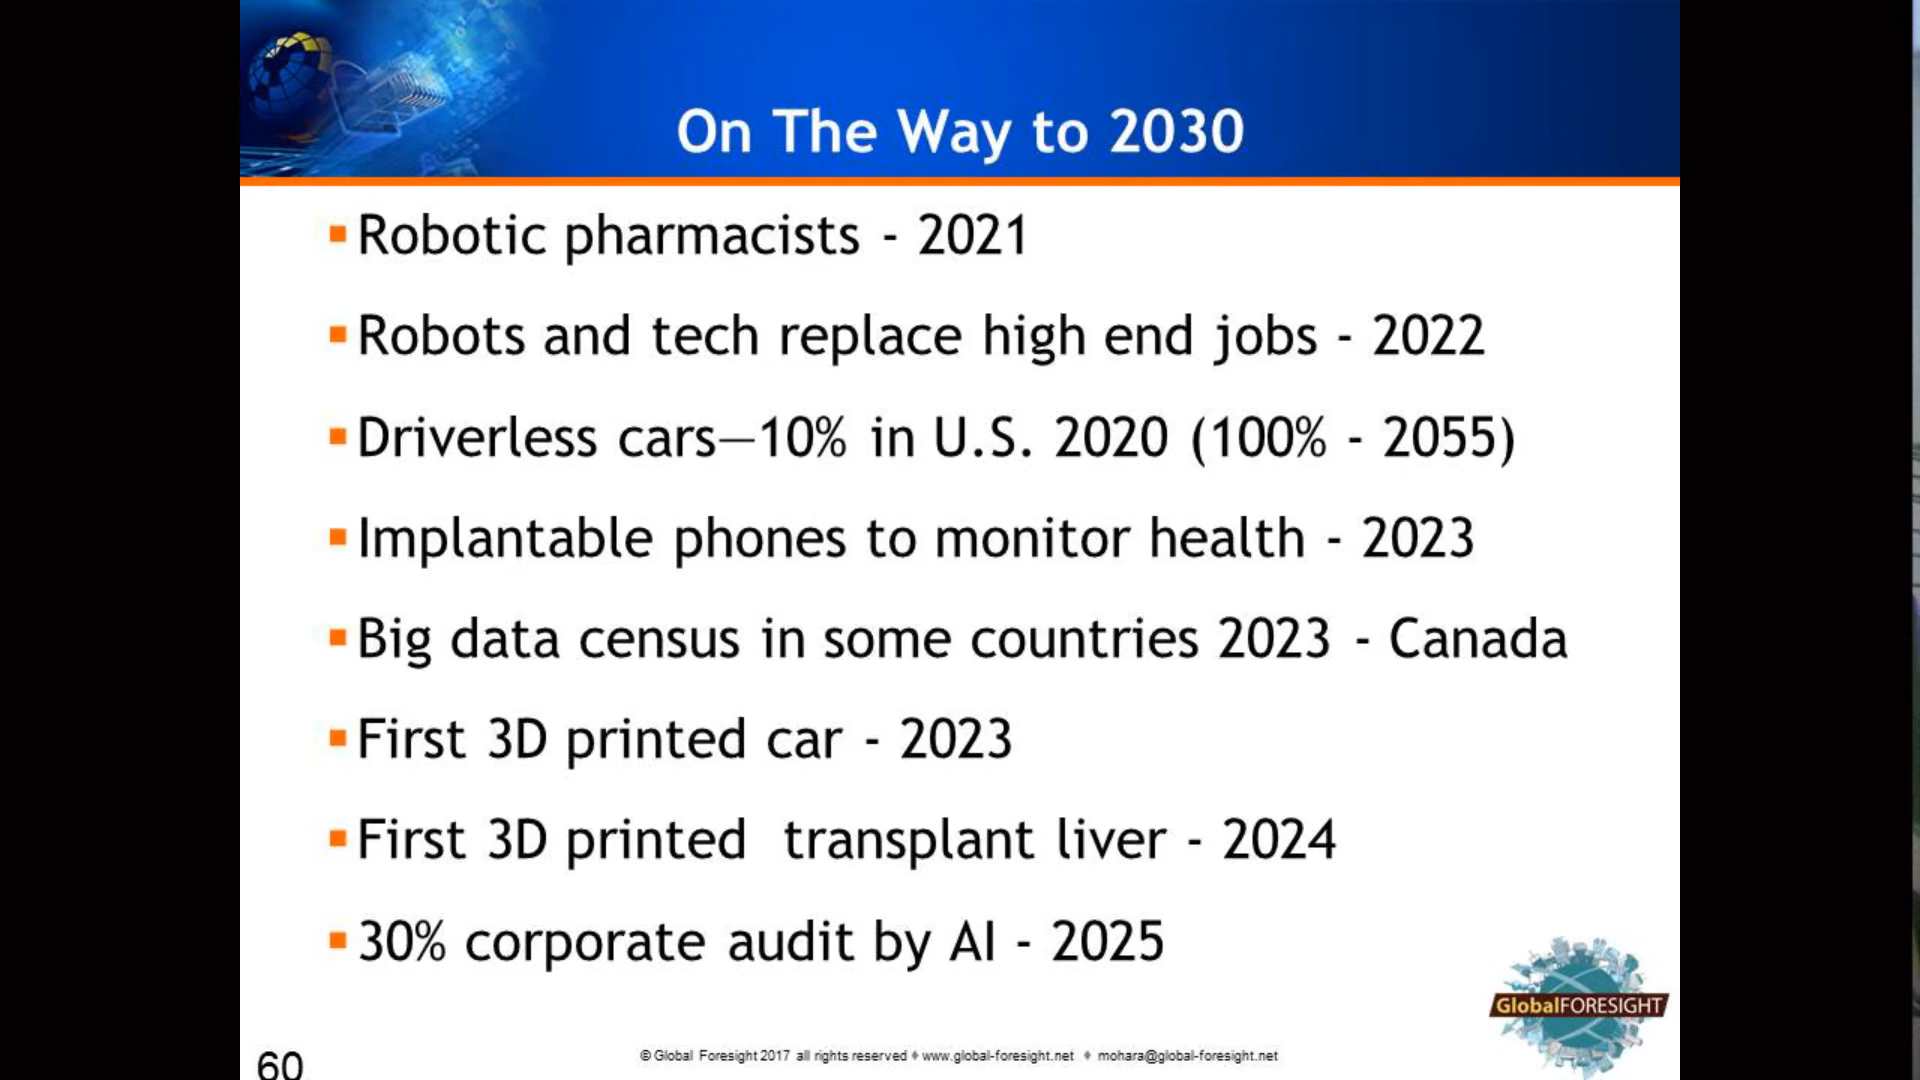 On The Way to 2030
Robotic pharmacists - 2021
Robots and tech replace high end jobs - 2022
Driverless cars—10% in U.S. 2020 (100% - 2055)
Implantable phones to monitor health - 2023
Big data census in some countries 2023 - Canada
First 3D printed car - 2023
First 3D printed transplant liver - 2024
30% corporate audit by AI - 2025
GlobalFORESIGHT
© Global Foresight 2017 all rights reserved ♦ www.global-foresight.net ♦ mohara@global-foresight.net
60